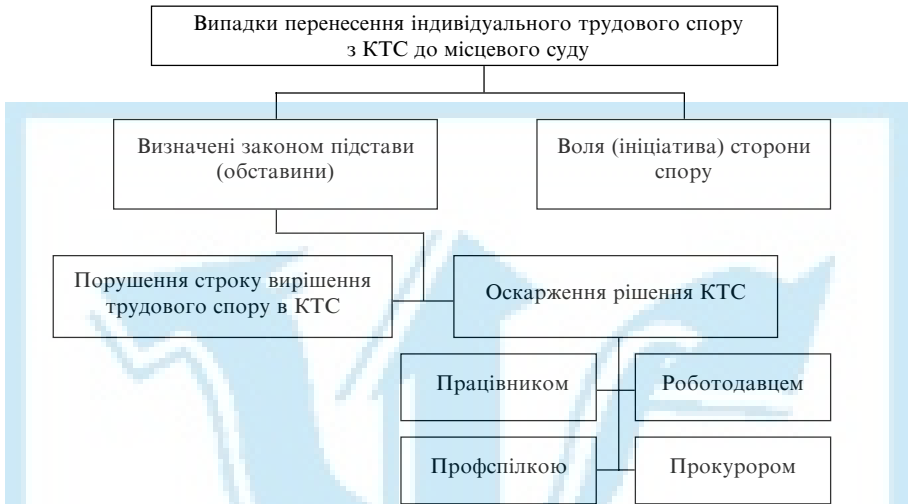 Випадки перенесення індивідуального трудового спору
з КТС до місцевого суду
Визначені законом підстави
(обставини)
Воля (ініціатива) сторони
спору
Порушення строку вирішення
трудового спору в КТС
Оскарження рішення КТС
Працівником
Роботодавцем
Профспілкою
Прокурором